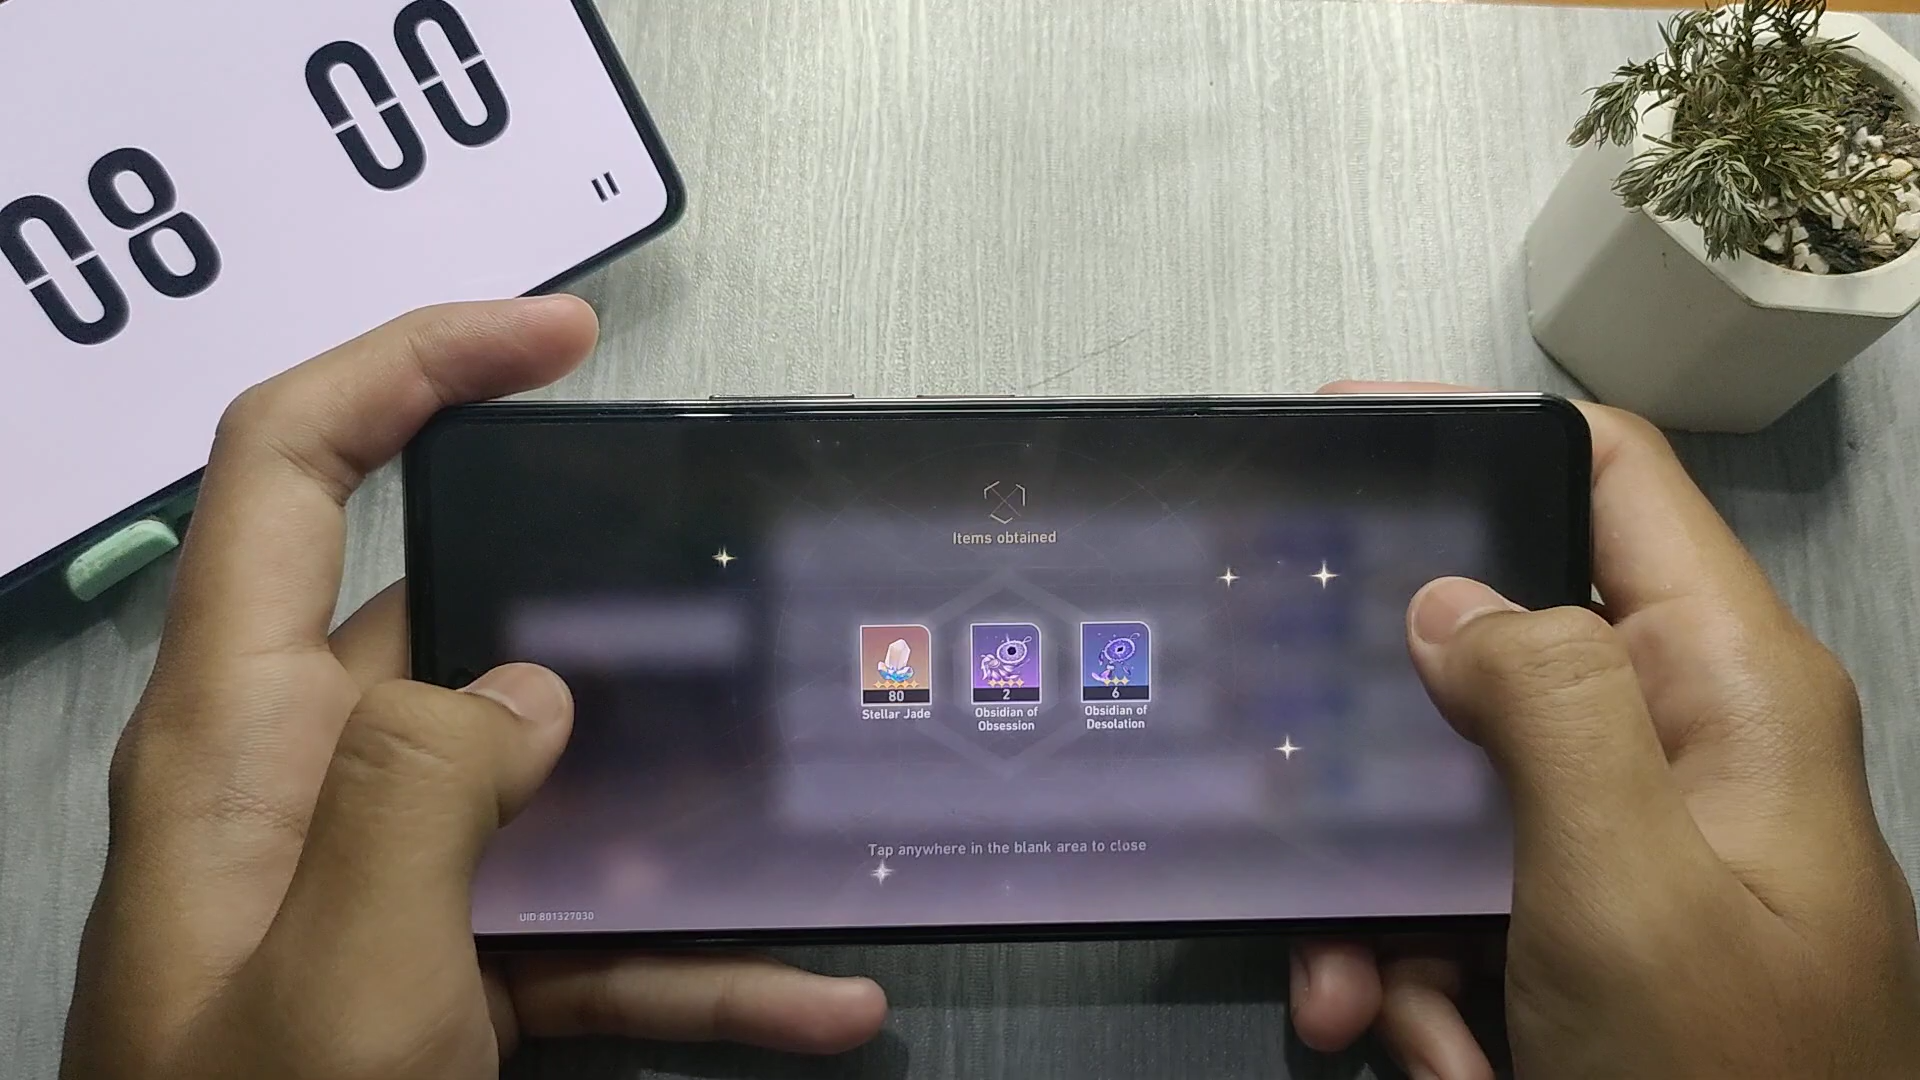 08 00
Items obtained
80
Stellar Jade
2
Obsidian of
Obsession
6
Obsidian of
Desolation
Tap anywhere in the blank area to close
UID:801327030